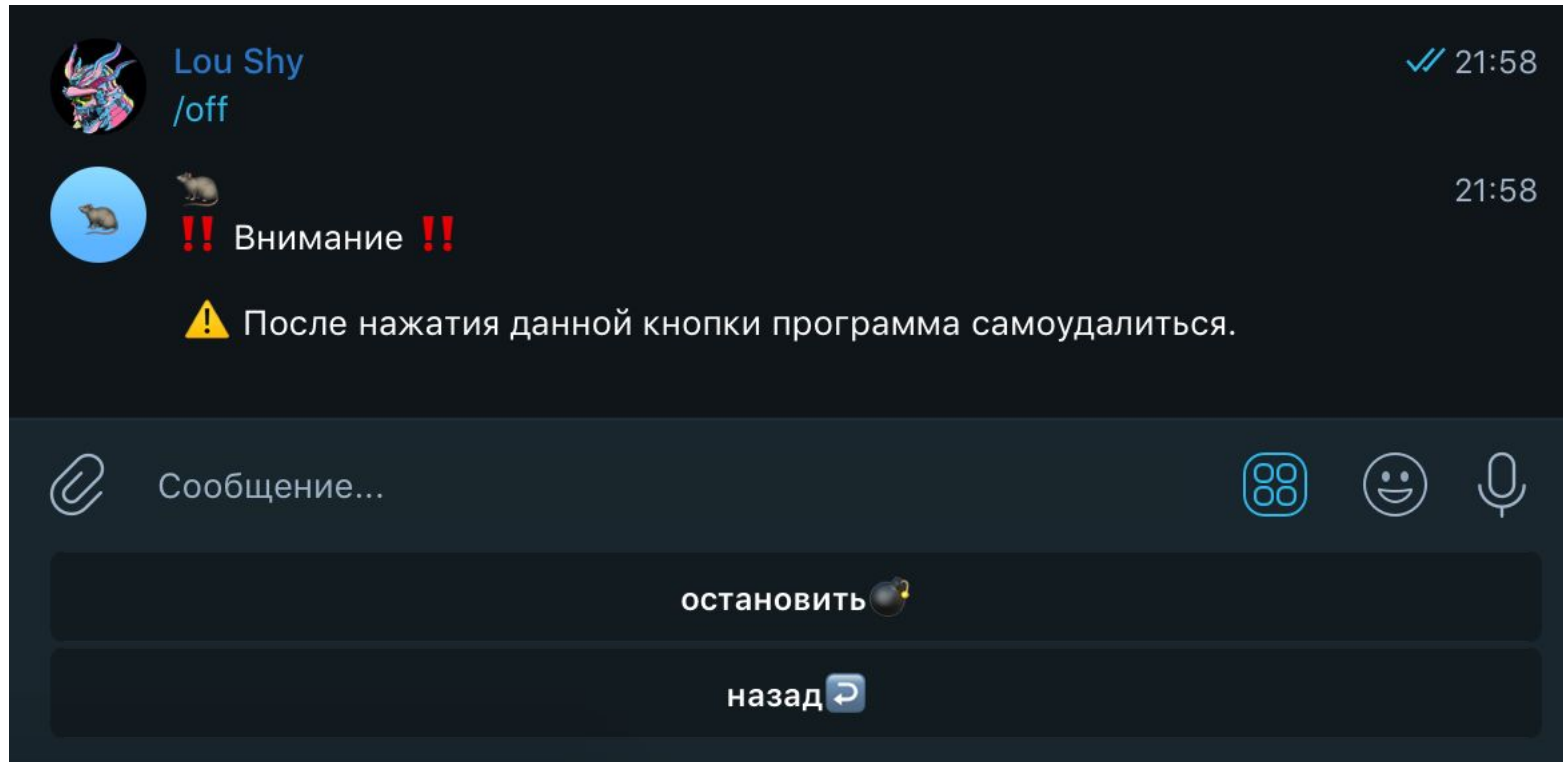 Lou Shy
21:58
/off
🐀
21:58
‼️ Внимание ‼️
⚠️ После нажатия данной кнопки программа самоудалиться.
Сообщение...
остановить💣
назад↩️